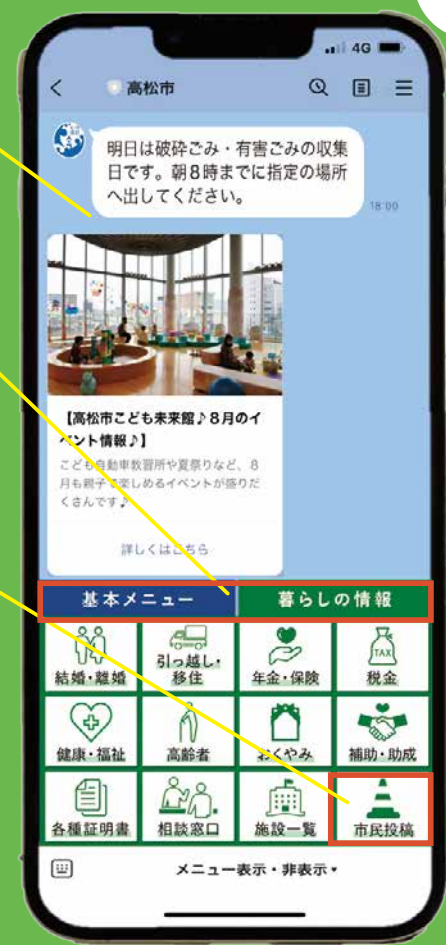 4G
高松市
明日は破砕ごみ・有害ごみの収集
日です。朝8時までに指定の場所
へ出してください。
18:00
【高松市こども未来館♪8月のイ
ベント情報♪】
こども自動車教習所や夏祭りなど、8
月も親子で楽しめるイベントが盛りだ
くさんです♪
詳しくはこちら
基本メニュー
暮らしの情報
結婚・離婚
引っ越し・
移住
年金・保険
TAX
税金
健康・福祉
高齢者
おくやみ
補助・助成
各種証明書
相談窓口
施設一覧
市民投稿
メニュー表示・非表示▾